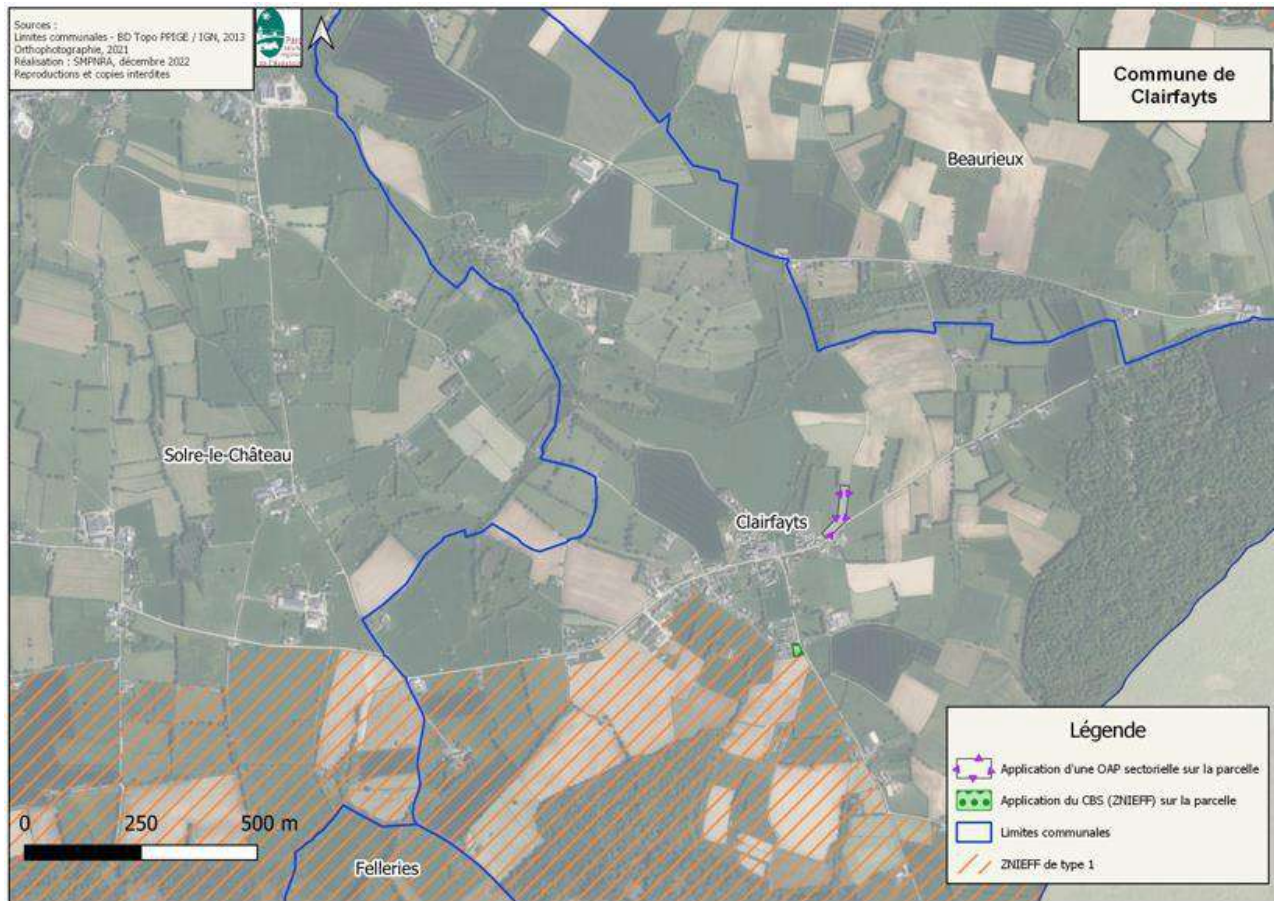 Sources :
Limites communales - BD Topo PPIGE / IGN, 2013
Orthophotographie, 2021
Réalisation : SMPNRA, décembre 2022
Reproductions et copies interdites
Parc
Commune de
Clairfayts
Beaurieux
Solre-le-Château
Clairfayts
Felleries
0 250 500 m
Légende
Application d'une OAP sectorielle sur la parcelle
Application du CBS (ZNIEFF) sur la parcelle
Limites communales
ZNIEFF de type 1